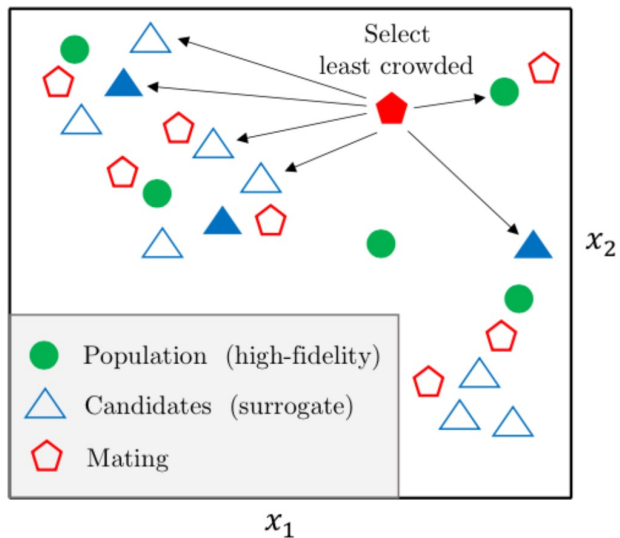 Select
least crowded
x₂
Population (high-fidelity)
Candidates (surrogate)
Mating
x₁